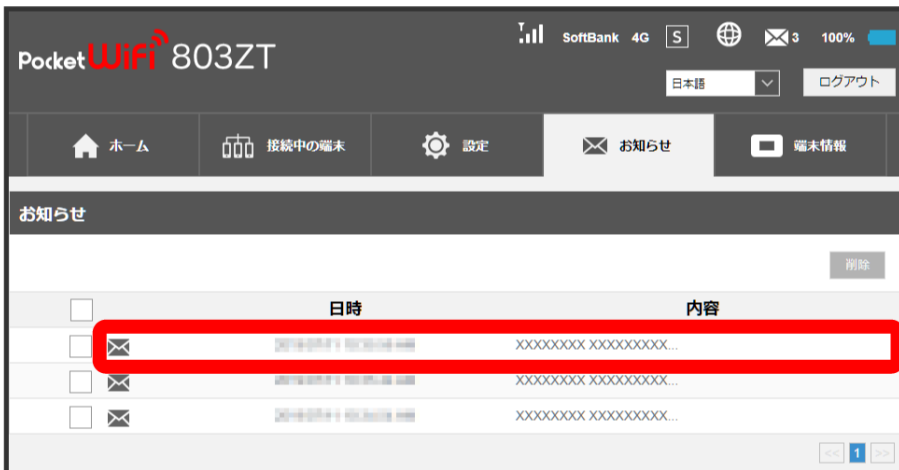 SoftBank 4G S 3 100%
Pocket WiFi 803ZT
日本語 ログアウト
ホーム 接続中の端末 設定 お知らせ 端末情報
お知らせ
削除
日時 内容
XXXXXXXX XXXXXXXXX...
XXXXXXXX XXXXXXXXX...
XXXXXXXX XXXXXXXXX...
<< 1 >>